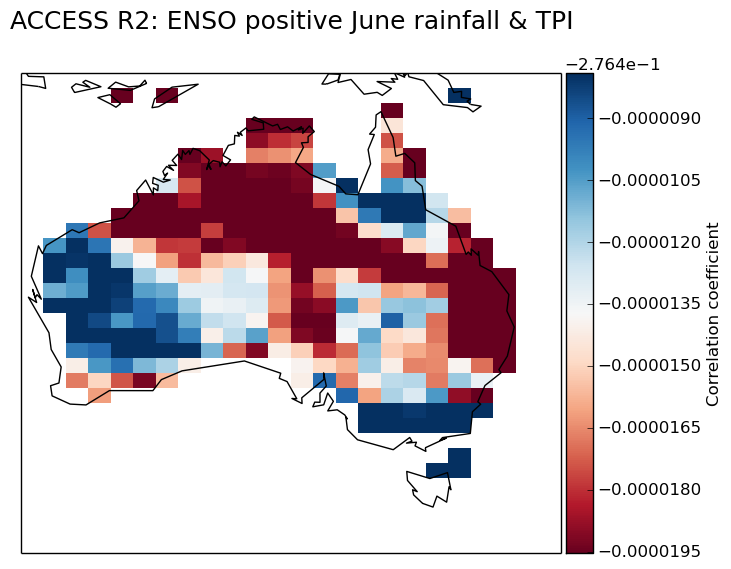 ACCESS R2: ENSO positive June rainfall & TPI
−2.764e−1
−0.0000090
−0.0000105
−0.0000120
−0.0000135
−0.0000150
−0.0000165
−0.0000180
−0.0000195
Correlation coefficient